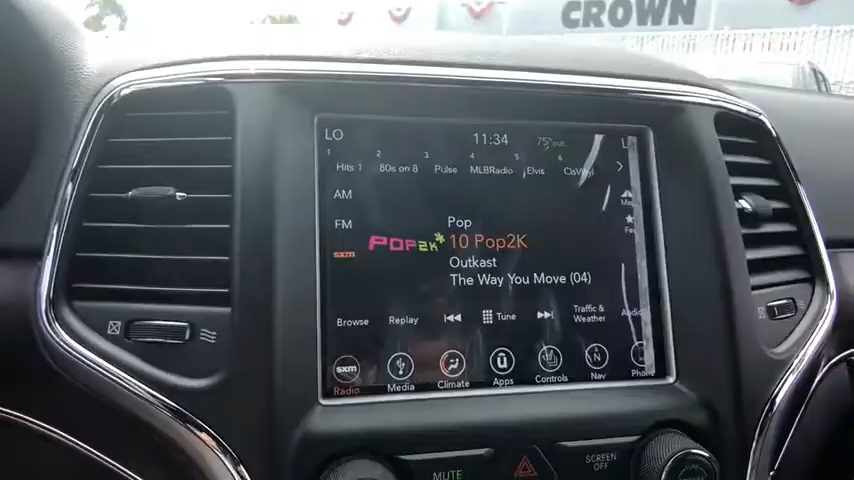 CROWN
LO 11:34 75° out.
1 2 3 4 5 6
Hits 1 80s on 8 Pulse MLBRadio Elvis ClsVinyl
AM
FM
sxm
POP2K
Pop
10 Pop2K
Outkast
The Way You Move (04)
Browse Replay Tune Traffic & Weather Audio
sxm
Radio Media Climate Apps Controls Nav Phone
MUTE
SCREEN OFF